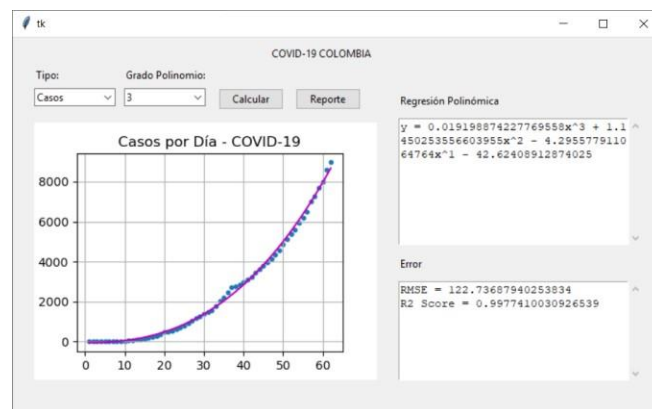 tk
COVID-19 COLOMBIA
Tipo:
Grado Polinomio:
Casos
3
Calcular
Reporte
Casos por Día - COVID-19
8000
6000
4000
2000
0
0 10 20 30 40 50 60
Regresión Polinómica
y = 0.019198874227769558x^3 + 1.1
450253556603955x^2 - 4.2955779110
64764x^1 - 42.62408912874025
Error
RMSE = 122.73687940253834
R2 Score = 0.9977410030926539